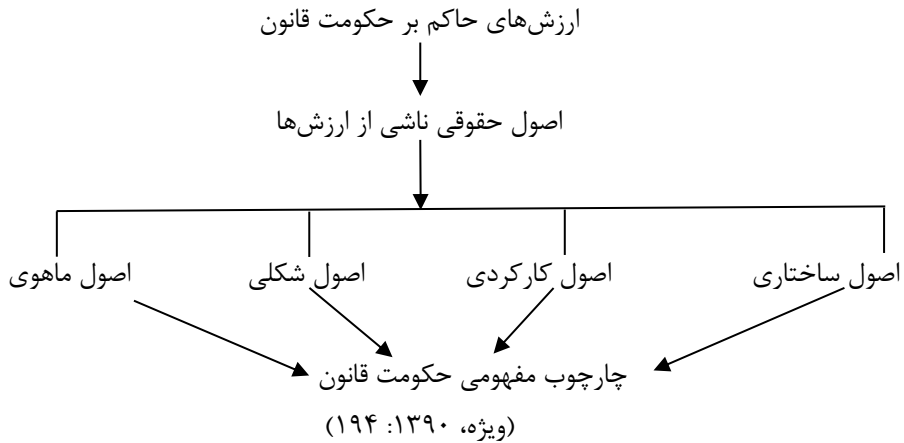 ارزش‌های حاکم بر حکومت قانون
اصول حقوقی ناشی از ارزش‌ها
اصول ساختاری اصول کارکردی اصول شکلی اصول ماهوی
چارچوب مفهومی حکومت قانون
(ویژه، ۱۳۹۰: ۱۹۴)